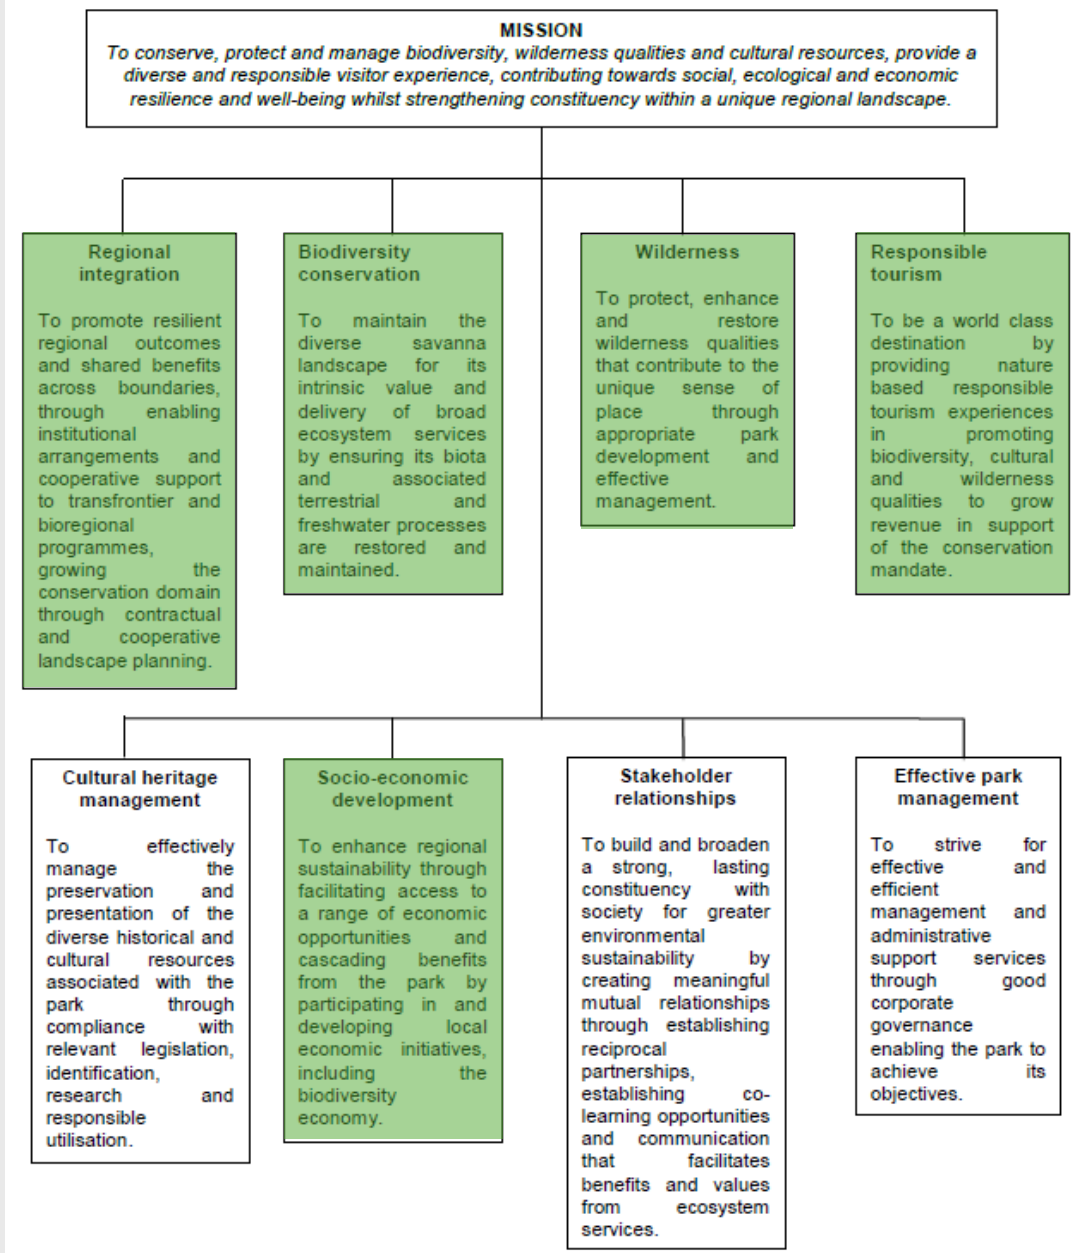 MISSION
To conserve, protect and manage biodiversity, wilderness qualities and cultural resources, provide a
diverse and responsible visitor experience, contributing towards social, ecological and economic
resilience and well-being whilst strengthening constituency within a unique regional landscape.
Regional
integration
To promote resilient
regional outcomes
and shared benefits
across boundaries,
through enabling
institutional
arrangements and
cooperative support
to transfrontier and
bioregional
programmes,
growing the
conservation domain
through contractual
and cooperative
landscape planning.
Biodiversity
conservation
To maintain the
diverse savanna
landscape for its
intrinsic value and
delivery of broad
ecosystem services
by ensuring its biota
and associated
terrestrial and
freshwater processes
are restored and
maintained.
Wilderness
To protect, enhance
and restore
wilderness qualities
that contribute to the
unique sense of
place through
appropriate park
development and
effective
management.
Responsible
tourism
To be a world class
destination by
providing nature
based responsible
tourism experiences
in promoting
biodiversity, cultural
and wilderness
qualities to grow
revenue in support
of the conservation
mandate.
Cultural heritage
management
To effectively
manage the
preservation and
presentation of the
diverse historical and
cultural resources
associated with the
park through
compliance with
relevant legislation,
identification,
research and
responsible
utilisation.
Socio-economic
development
To enhance regional
sustainability through
facilitating access to
a range of economic
opportunities and
cascading benefits
from the park by
participating in and
developing local
economic initiatives,
including the
biodiversity
economy.
Stakeholder
relationships
To build and broaden
a strong, lasting
constituency with
society for greater
environmental
sustainability by
creating meaningful
mutual relationships
through establishing
reciprocal
partnerships,
establishing co-
learning opportunities
and communication
that facilitates
benefits and values
from ecosystem
services.
Effective park
management
To strive for
effective and
efficient
management and
administrative
support services
through good
corporate
governance
enabling the park to
achieve its
objectives.